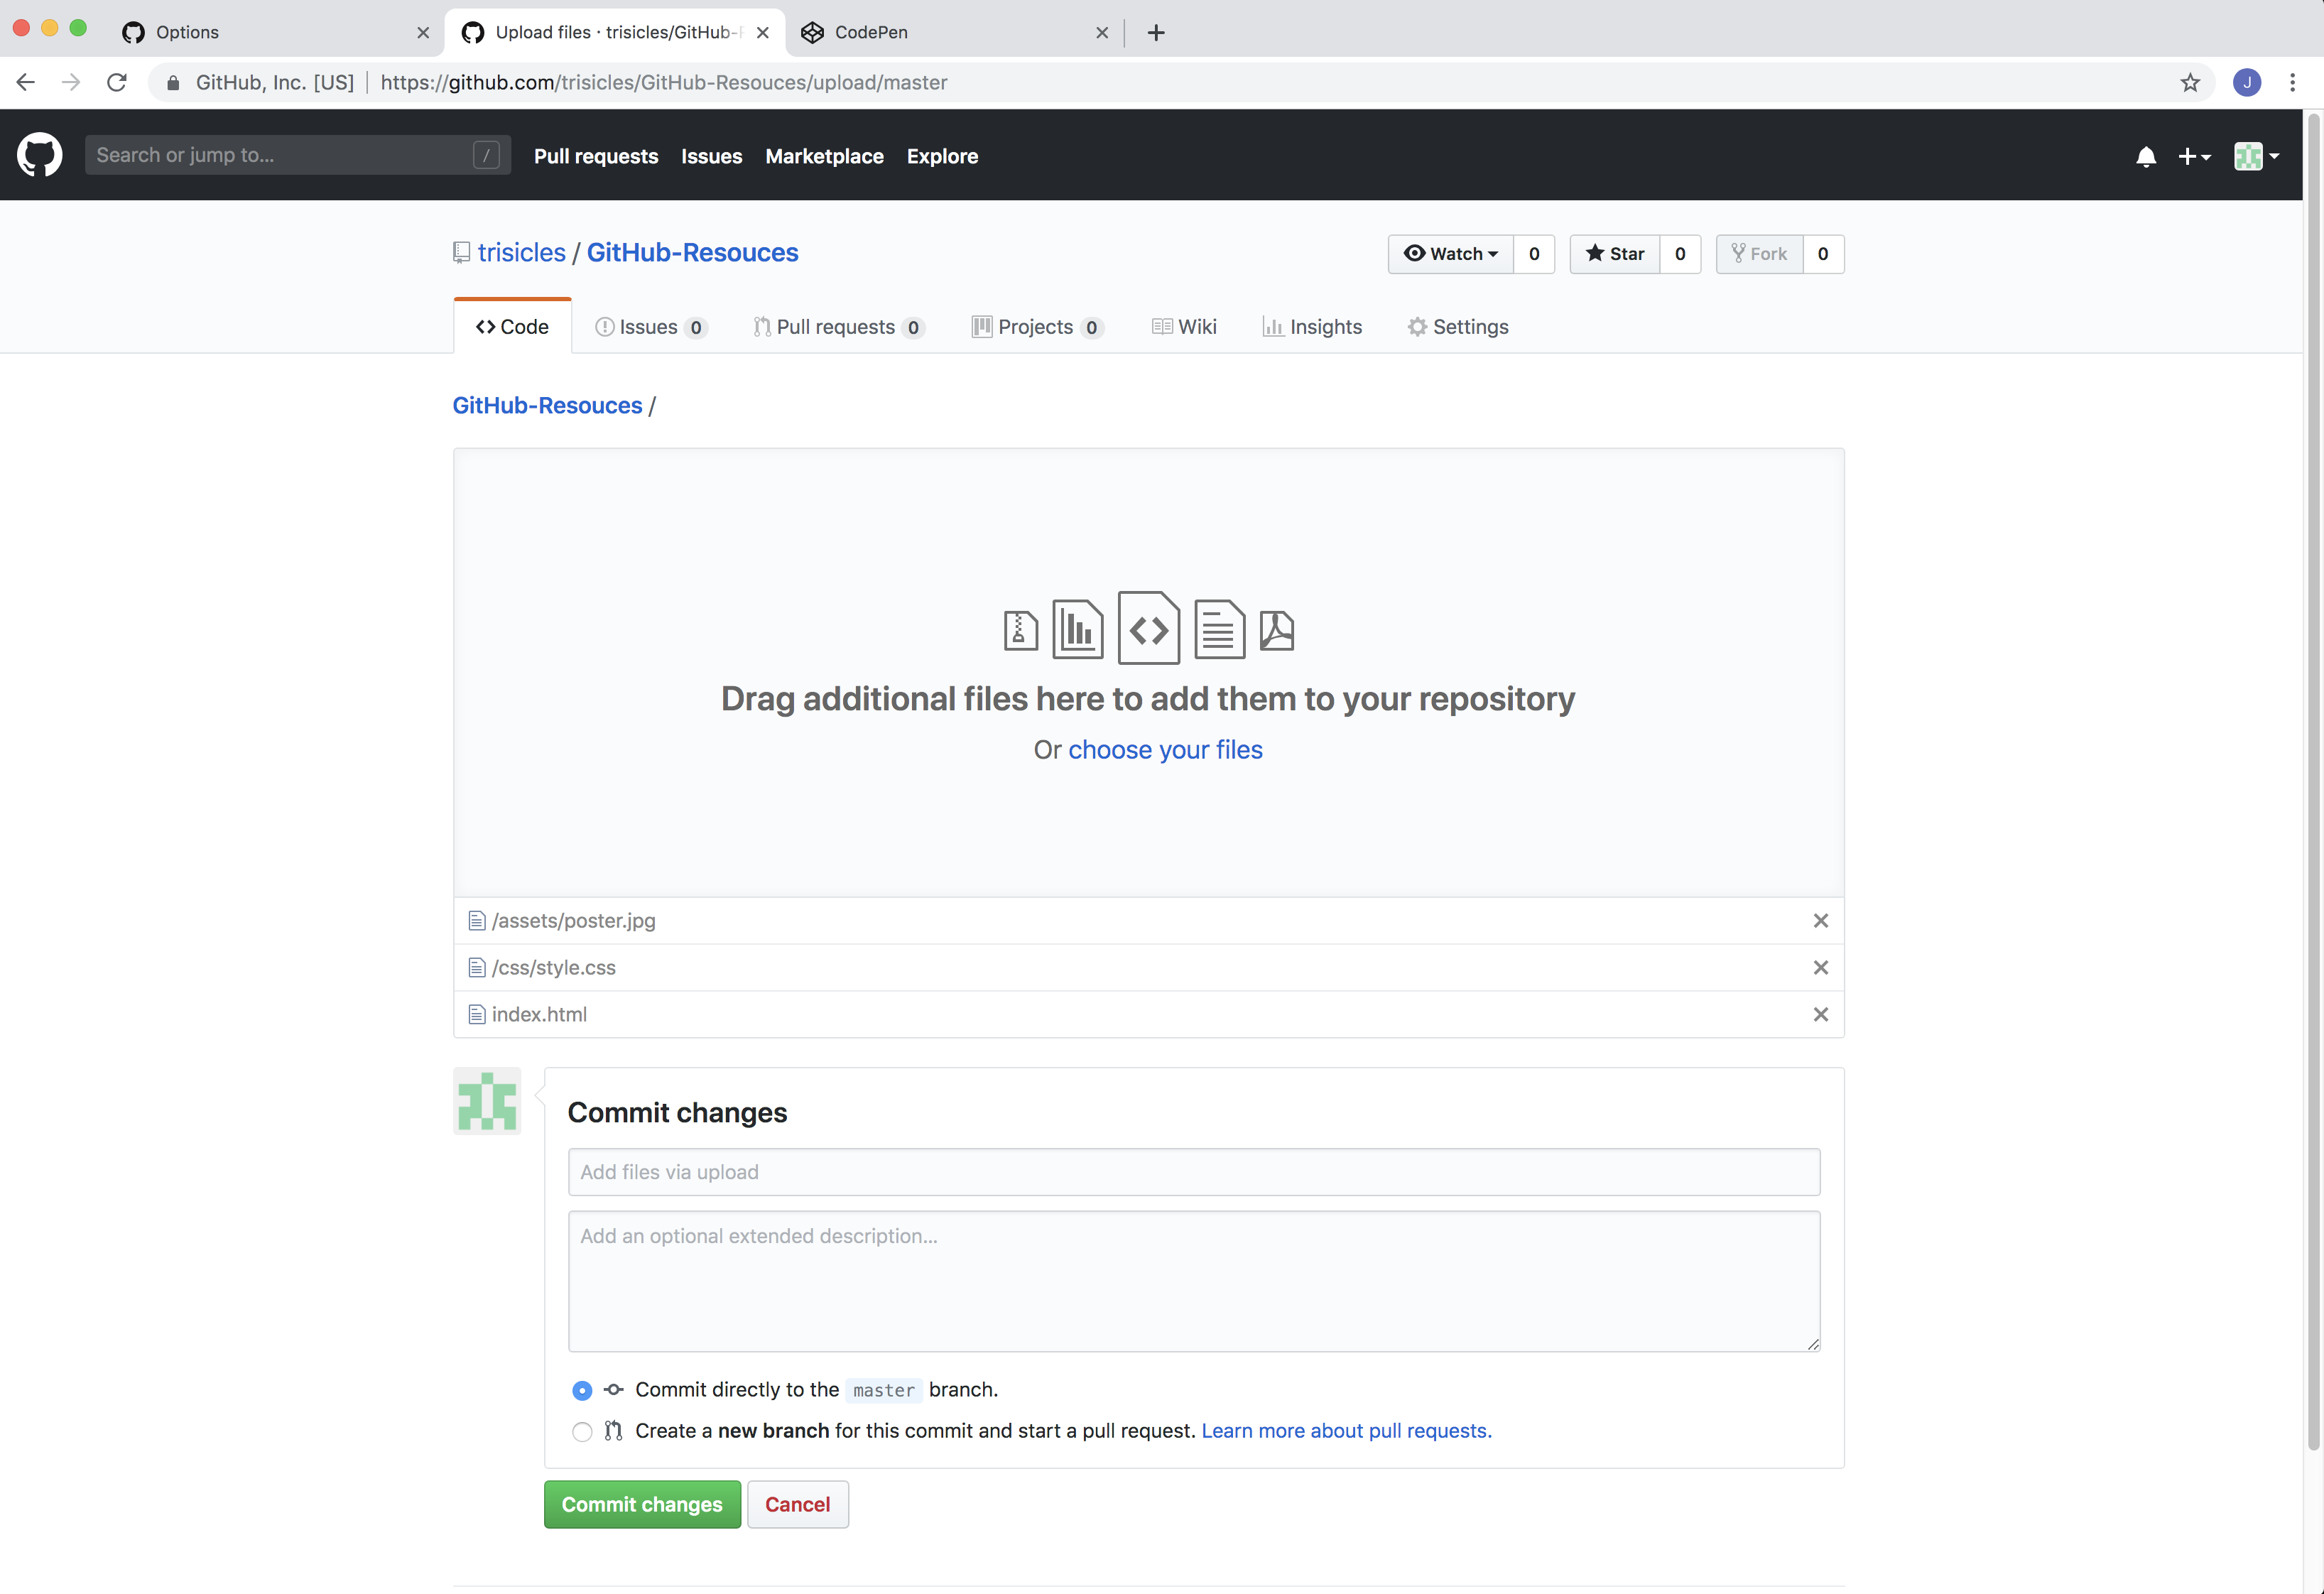 Options
Upload files · trisicles/GitHub-
CodePen
GitHub, Inc. [US] https://github.com/trisicles/GitHub-Resouces/upload/master
J
Search or jump to... /
Pull requests Issues Marketplace Explore
trisicles / GitHub-Resouces
Watch 0 Star 0 Fork 0
Code Issues 0 Pull requests 0 Projects 0 Wiki Insights Settings
GitHub-Resouces /
Drag additional files here to add them to your repository
Or choose your files
/assets/poster.jpg
/css/style.css
index.html
Commit changes
Add files via upload
Add an optional extended description...
Commit directly to the master branch.
Create a new branch for this commit and start a pull request. Learn more about pull requests.
Commit changes Cancel